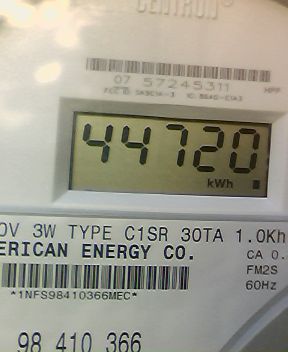 CENTRON
07 57245311
44720
kWh
0V 3W TYPE C1SR 30TA 1.0Kh
ERICAN ENERGY CO.
CA 0.
FM2S
*1NFS98410366MEC*
60Hz
98 410 366